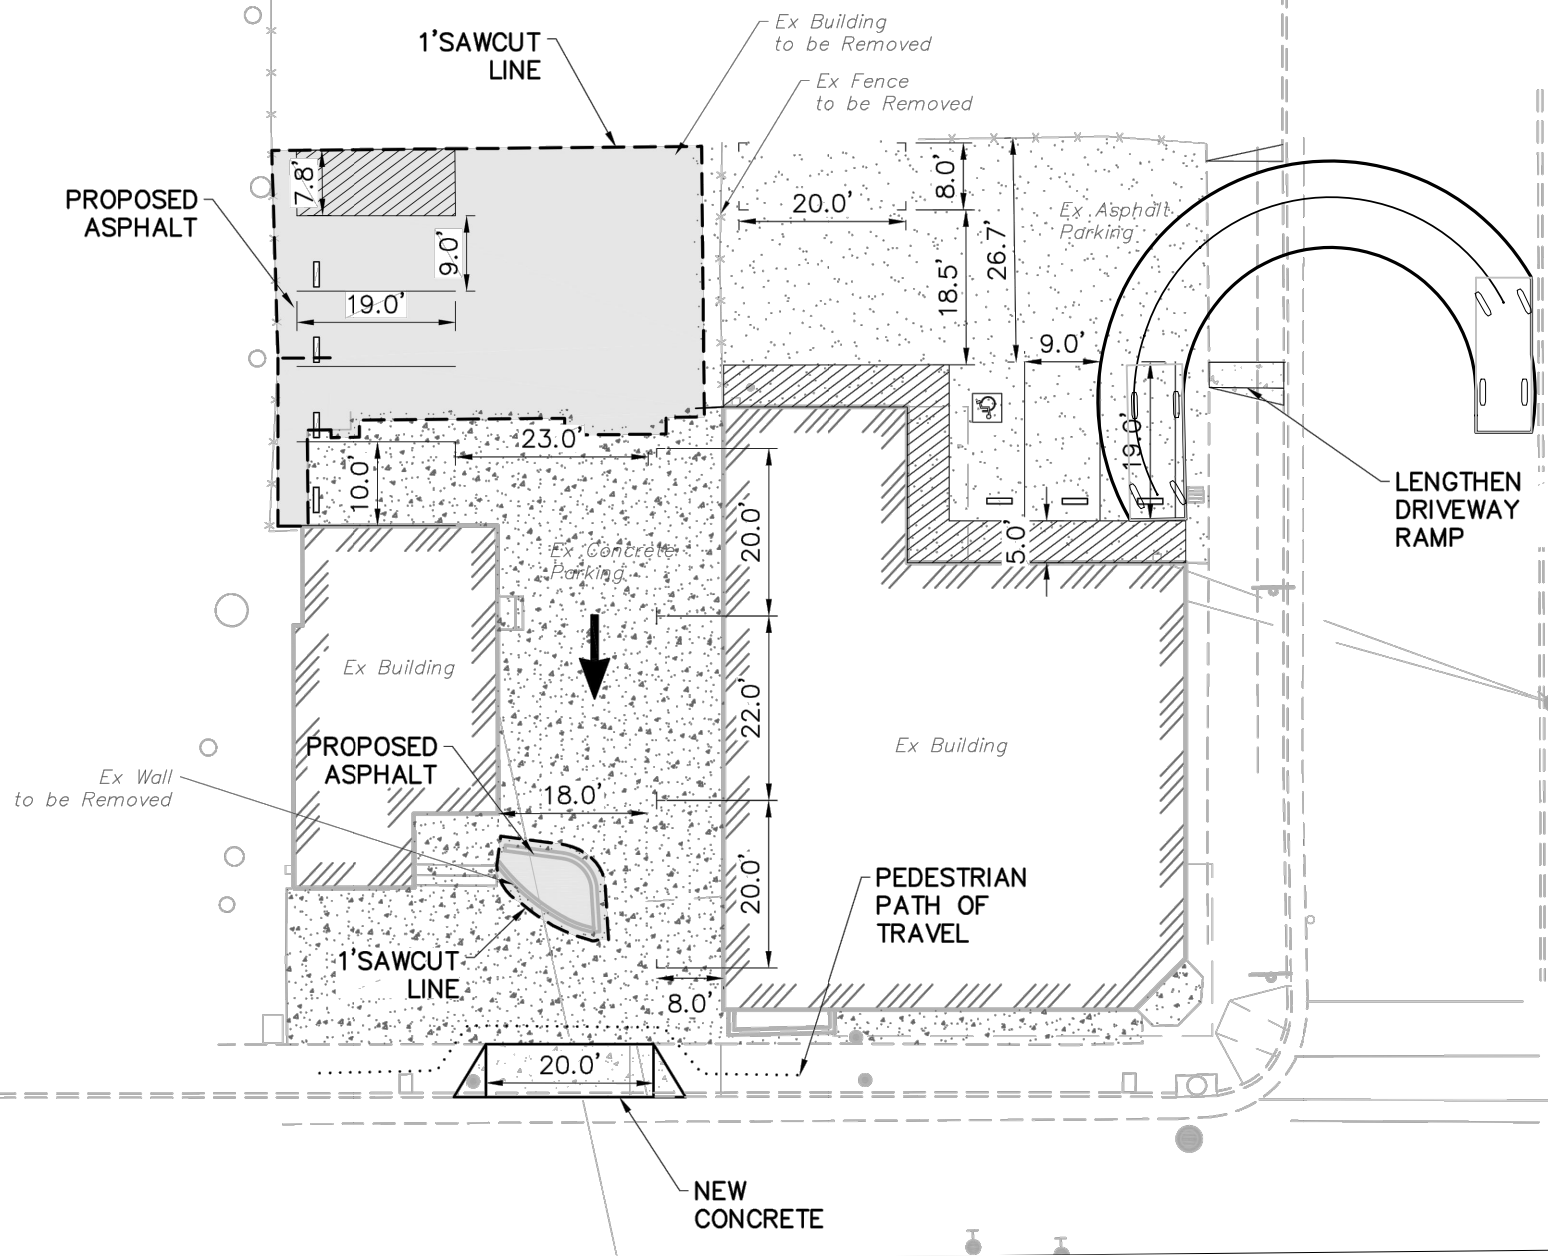 Ex Building
to be Removed
1'SAWCUT
LINE
Ex Fence
to be Removed
PROPOSED
ASPHALT
7.8'
9.0'
19.0'
20.0'
8.0'
18.5'
26.7'
Ex Asphalt
Parking
9.0'
19.0'
5.0'
LENGTHEN
DRIVEWAY
RAMP
23.0'
10.0'
20.0'
Ex Concrete
Parking
Ex Building
22.0'
Ex Building
PROPOSED
ASPHALT
Ex Wall
to be Removed
18.0'
20.0'
PEDESTRIAN
PATH OF
TRAVEL
1'SAWCUT
LINE
8.0'
20.0'
NEW
CONCRETE